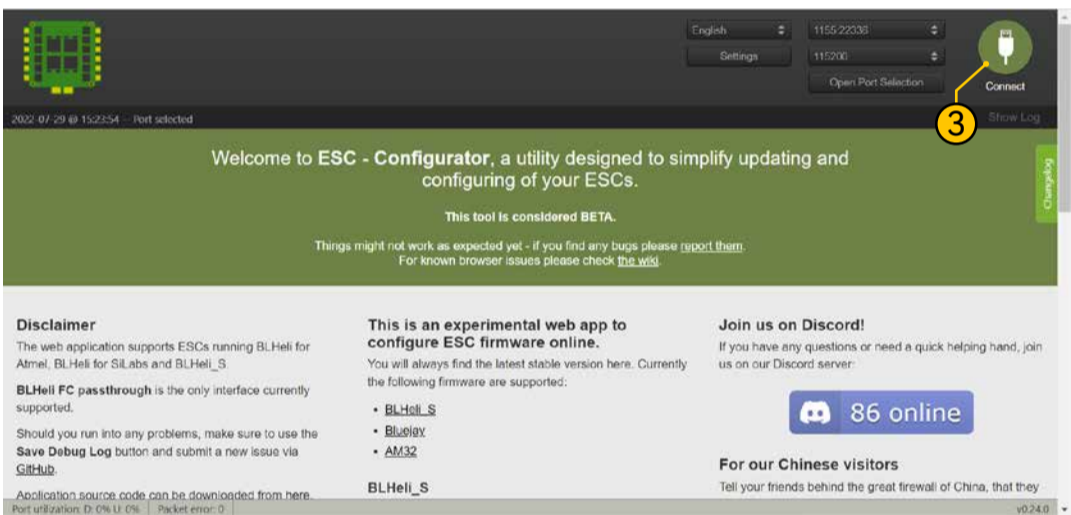 English
1155:22336
Settings
115200
Open Port Selection
Connect
3
2022-07-29 @ 15:23:54 -- Port selected
Show Log
Welcome to ESC - Configurator, a utility designed to simplify updating and
configuring of your ESCs.
Changelog
This tool is considered BETA.
Things might not work as expected yet - if you find any bugs please report them.
For known browser issues please check the wiki.
Disclaimer
The web application supports ESCs running BLHeli for
Atmel, BLHeli for SiLabs and BLHeli_S
BLHeli FC passthrough is the only interface currently
supported.
Should you run into any problems, make sure to use the
Save Debug Log button and submit a new issue via
GitHub.
Application source code can be downloaded from here.
This is an experimental web app to
configure ESC firmware online.
You will always find the latest stable version here. Currently
the following firmware are supported:
• BLHeli_S
• Bluejay
• AM32
BLHeli_S
Join us on Discord!
If you have any questions or need a quick helping hand, join
us on our Discord server:
86 online
For our Chinese visitors
Tell your friends behind the great firewall of China, that they
Port utilization: D: 0% U: 0%
Packet error: 0
v0.24.0